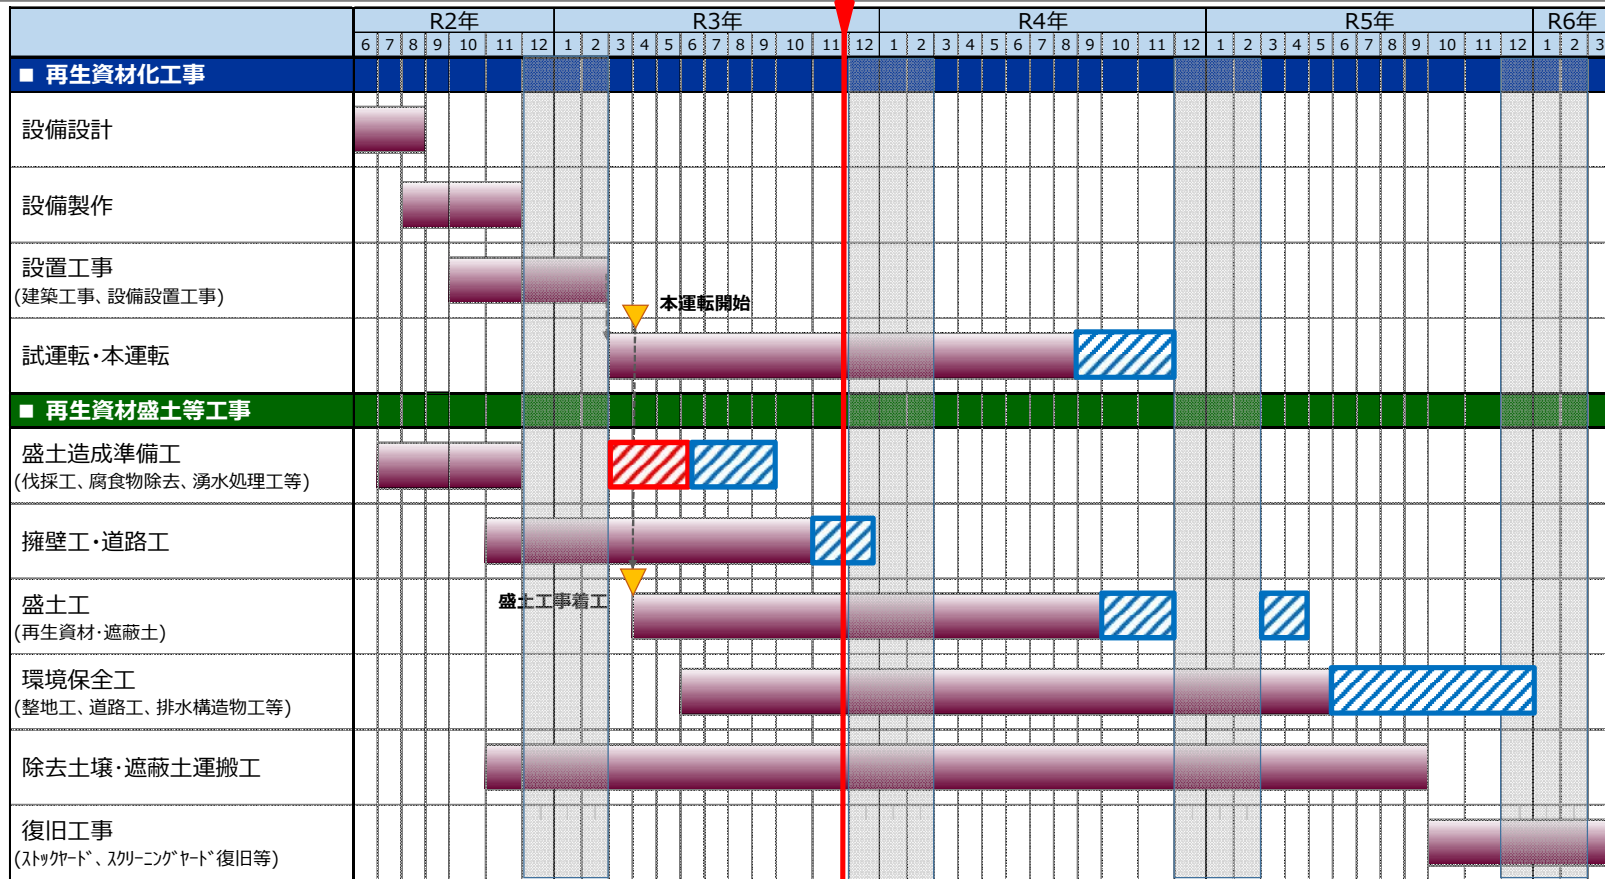 R2年 R3年 R4年 R5年 R6年
6 7 8 9 10 11 12 1 2 3 4 5 6 7 8 9 10 11 12 1 2 3 4 5 6 7 8 9 10 11 12 1 2 3 4 5 6 7 8 9 10 11 12 1 2 3
■ 再生資材化工事
設備設計
設備製作
設置工事
(建築工事、設備設置工事)
本運転開始
試運転・本運転
■ 再生資材盛土等工事
盛土造成準備工
(伐採工、腐食物除去、湧水処理工等)
擁壁工・道路工
盛土工事着工
盛土工
(再生資材・遮蔽土)
環境保全工
(整地工、道路工、排水構造物工等)
除去土壌・遮蔽土運搬工
復旧工事
(ｽﾄｯｸﾔｰﾄﾞ、ｽｸﾘｰﾆﾝｸﾞﾔｰﾄﾞ復旧等)